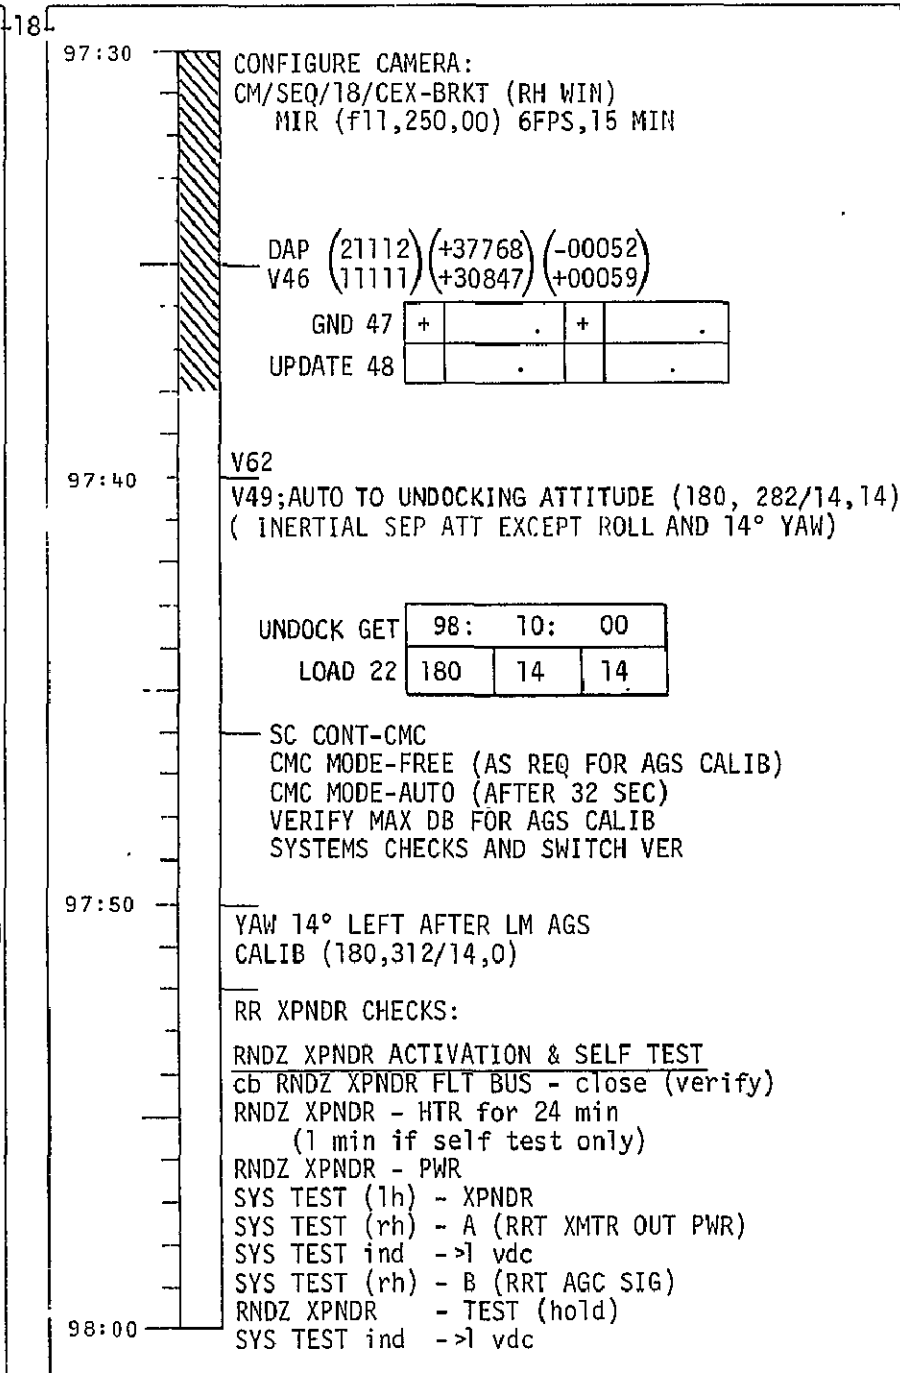 18
97:30
CONFIGURE CAMERA:
CM/SEQ/18/CEX-BRKT (RH WIN)
MIR (f11,250,00) 6FPS,15 MIN
DAP (21112) (+37768) (-00052)
V46 (11111) (+30847) (+00059)
GND 47 + . + .
UPDATE 48 . .
V62
97:40
V49;AUTO TO UNDOCKING ATTITUDE (180, 282/14,14)
( INERTIAL SEP ATT EXCEPT ROLL AND 14° YAW)
UNDOCK GET 98: 10: 00
LOAD 22 180 14 14
SC CONT-CMC
CMC MODE-FREE (AS REQ FOR AGS CALIB)
CMC MODE-AUTO (AFTER 32 SEC)
VERIFY MAX DB FOR AGS CALIB
SYSTEMS CHECKS AND SWITCH VER
97:50
YAW 14° LEFT AFTER LM AGS
CALIB (180,312/14,0)
RR XPNDR CHECKS:
RNDZ XPNDR ACTIVATION & SELF TEST
cb RNDZ XPNDR FLT BUS - close (verify)
RNDZ XPNDR - HTR for 24 min
(1 min if self test only)
RNDZ XPNDR - PWR
SYS TEST (lh) - XPNDR
SYS TEST (rh) - A (RRT XMTR OUT PWR)
SYS TEST ind ->1 vdc
SYS TEST (rh) - B (RRT AGC SIG)
RNDZ XPNDR - TEST (hold)
98:00
SYS TEST ind ->1 vdc